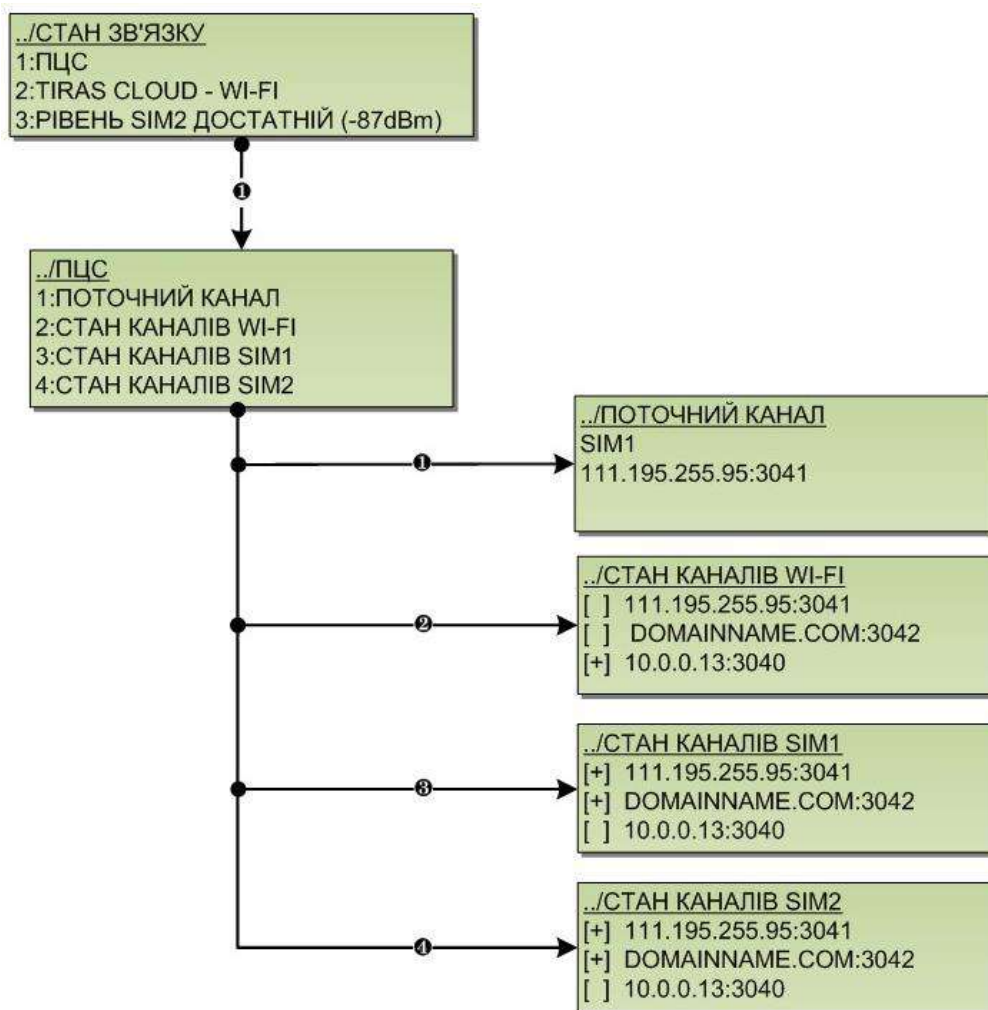 ../СТАН ЗВ'ЯЗКУ
1:ПЦС
2:TIRAS CLOUD - WI-FI
3:РІВЕНЬ SIM2 ДОСТАТНІЙ (-87dBm)
❶
../ПЦС
1:ПОТОЧНИЙ КАНАЛ
2:СТАН КАНАЛІВ WI-FI
3:СТАН КАНАЛІВ SIM1
4:СТАН КАНАЛІВ SIM2
❶
../ПОТОЧНИЙ КАНАЛ
SIM1
111.195.255.95:3041
❷
../СТАН КАНАЛІВ WI-FI
[ ] 111.195.255.95:3041
[ ] DOMAINNAME.COM:3042
[+] 10.0.0.13:3040
❸
../СТАН КАНАЛІВ SIM1
[+] 111.195.255.95:3041
[+] DOMAINNAME.COM:3042
[ ] 10.0.0.13:3040
❹
../СТАН КАНАЛІВ SIM2
[+] 111.195.255.95:3041
[+] DOMAINNAME.COM:3042
[ ] 10.0.0.13:3040